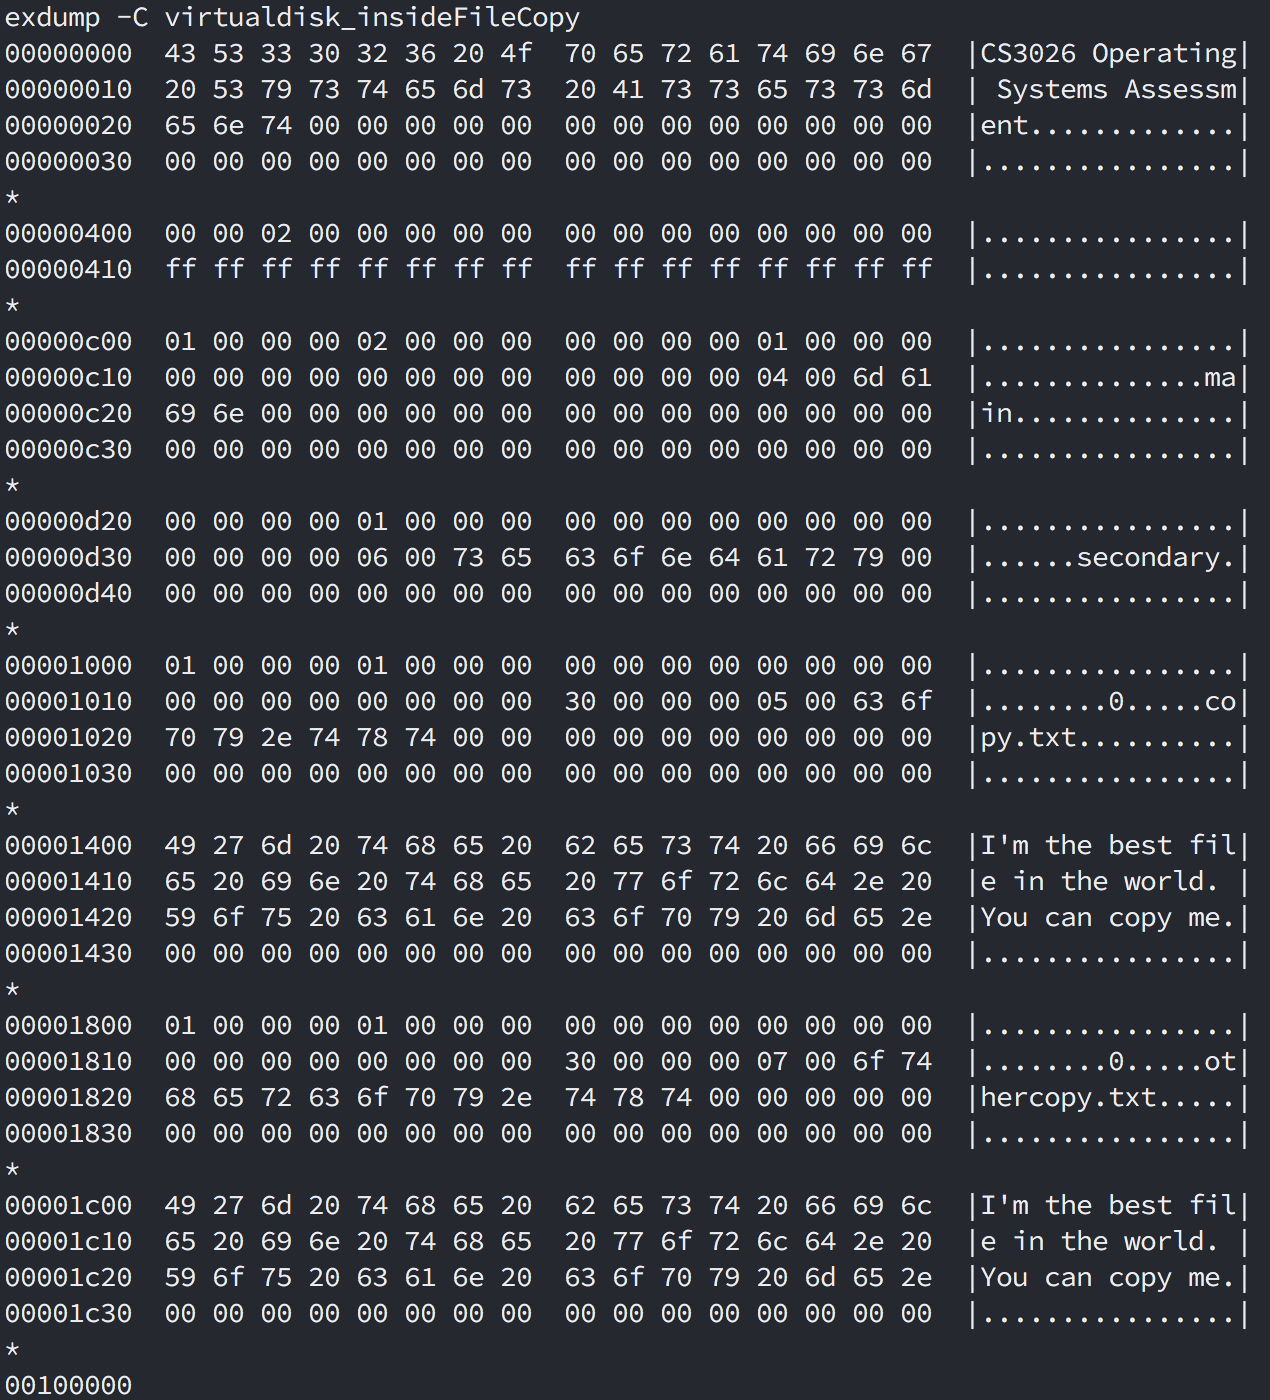 exdump -C virtualdisk_insideFileCopy
00000000  43 53 33 30 32 36 20 4f  70 65 72 61 74 69 6e 67  |CS3026 Operating|
00000010  20 53 79 73 74 65 6d 73  20 41 73 73 65 73 73 6d  | Systems Assessm|
00000020  65 6e 74 00 00 00 00 00  00 00 00 00 00 00 00 00  |ent.............|
00000030  00 00 00 00 00 00 00 00  00 00 00 00 00 00 00 00  |................|
*
00000400  00 00 02 00 00 00 00 00  00 00 00 00 00 00 00 00  |................|
00000410  ff ff ff ff ff ff ff ff  ff ff ff ff ff ff ff ff  |................|
*
00000c00  01 00 00 00 02 00 00 00  00 00 00 00 01 00 00 00  |................|
00000c10  00 00 00 00 00 00 00 00  00 00 00 00 04 00 6d 61  |..............ma|
00000c20  69 6e 00 00 00 00 00 00  00 00 00 00 00 00 00 00  |in..............|
00000c30  00 00 00 00 00 00 00 00  00 00 00 00 00 00 00 00  |................|
*
00000d20  00 00 00 00 01 00 00 00  00 00 00 00 00 00 00 00  |................|
00000d30  00 00 00 00 06 00 73 65  63 6f 6e 64 61 72 79 00  |......secondary.|
00000d40  00 00 00 00 00 00 00 00  00 00 00 00 00 00 00 00  |................|
*
00001000  01 00 00 00 01 00 00 00  00 00 00 00 00 00 00 00  |................|
00001010  00 00 00 00 00 00 00 00  30 00 00 00 05 00 63 6f  |........0.....co|
00001020  70 79 2e 74 78 74 00 00  00 00 00 00 00 00 00 00  |py.txt..........|
00001030  00 00 00 00 00 00 00 00  00 00 00 00 00 00 00 00  |................|
*
00001400  49 27 6d 20 74 68 65 20  62 65 73 74 20 66 69 6c  |I'm the best fil|
00001410  65 20 69 6e 20 74 68 65  20 77 6f 72 6c 64 2e 20  |e in the world. |
00001420  59 6f 75 20 63 61 6e 20  63 6f 70 79 20 6d 65 2e  |You can copy me.|
00001430  00 00 00 00 00 00 00 00  00 00 00 00 00 00 00 00  |................|
*
00001800  01 00 00 00 01 00 00 00  00 00 00 00 00 00 00 00  |................|
00001810  00 00 00 00 00 00 00 00  30 00 00 00 07 00 6f 74  |........0.....ot|
00001820  68 65 72 63 6f 70 79 2e  74 78 74 00 00 00 00 00  |hercopy.txt.....|
00001830  00 00 00 00 00 00 00 00  00 00 00 00 00 00 00 00  |................|
*
00001c00  49 27 6d 20 74 68 65 20  62 65 73 74 20 66 69 6c  |I'm the best fil|
00001c10  65 20 69 6e 20 74 68 65  20 77 6f 72 6c 64 2e 20  |e in the world. |
00001c20  59 6f 75 20 63 61 6e 20  63 6f 70 79 20 6d 65 2e  |You can copy me.|
00001c30  00 00 00 00 00 00 00 00  00 00 00 00 00 00 00 00  |................|
*
00100000